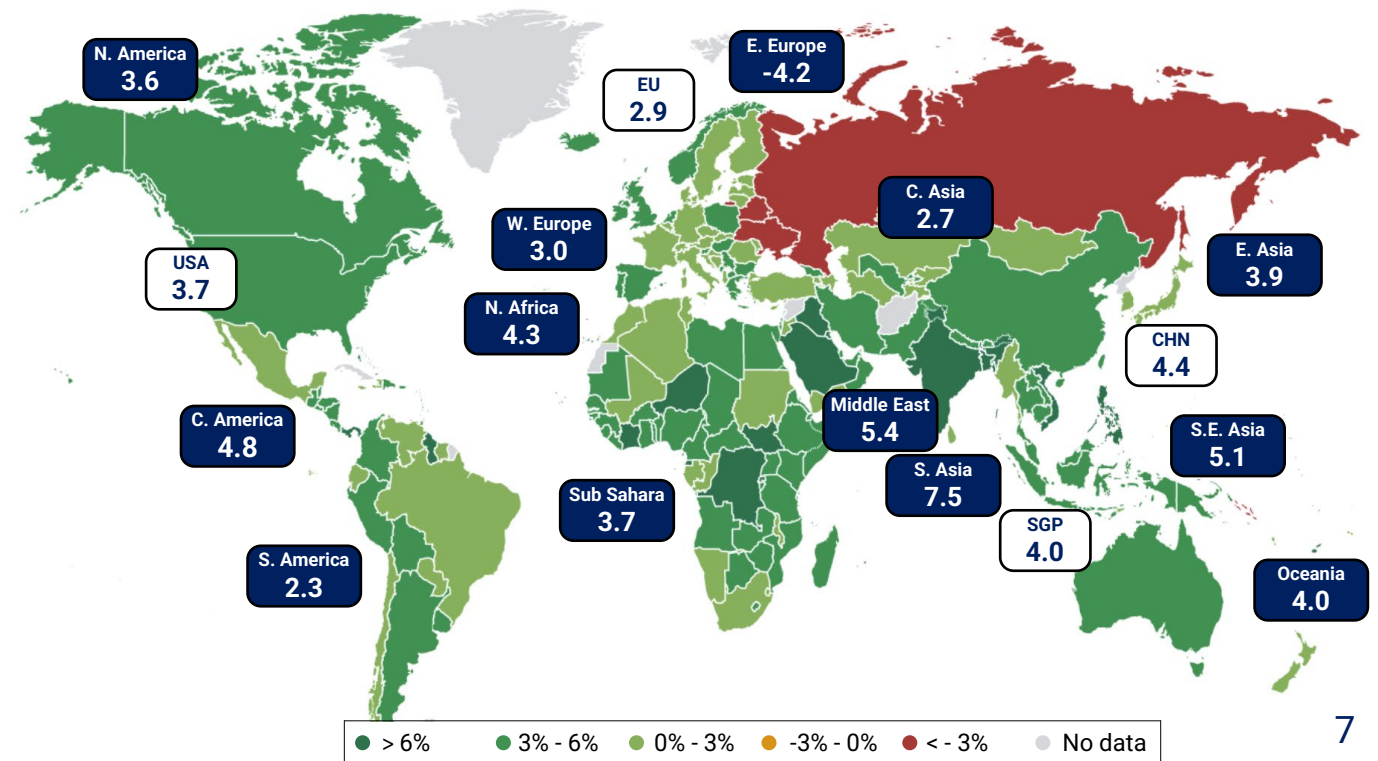 N. America
3.6
E. Europe
-4.2
EU
2.9
C. Asia
2.7
W. Europe
3.0
E. Asia
3.9
USA
3.7
N. Africa
4.3
CHN
4.4
Middle East
5.4
C. America
4.8
S.E. Asia
5.1
S. Asia
7.5
Sub Sahara
3.7
SGP
4.0
S. America
2.3
Oceania
4.0
> 6% 3% - 6% 0% - 3% -3% - 0% < - 3% No data
7